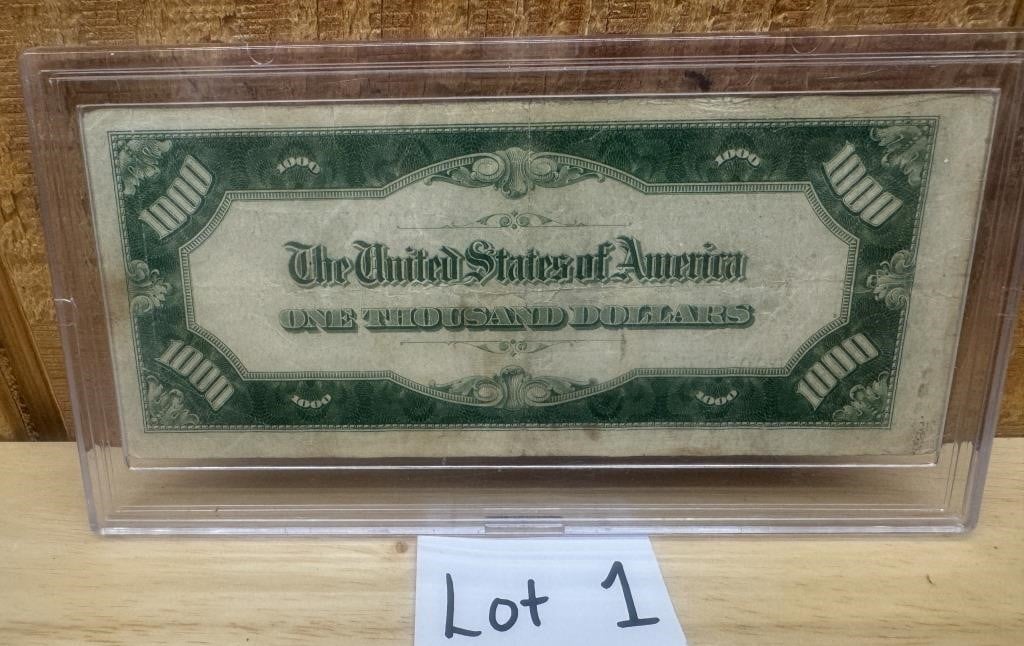 1000 1000 1000 1000
The United States of America
ONE THOUSAND DOLLARS
1000 1000 1000 1000
Lot 1